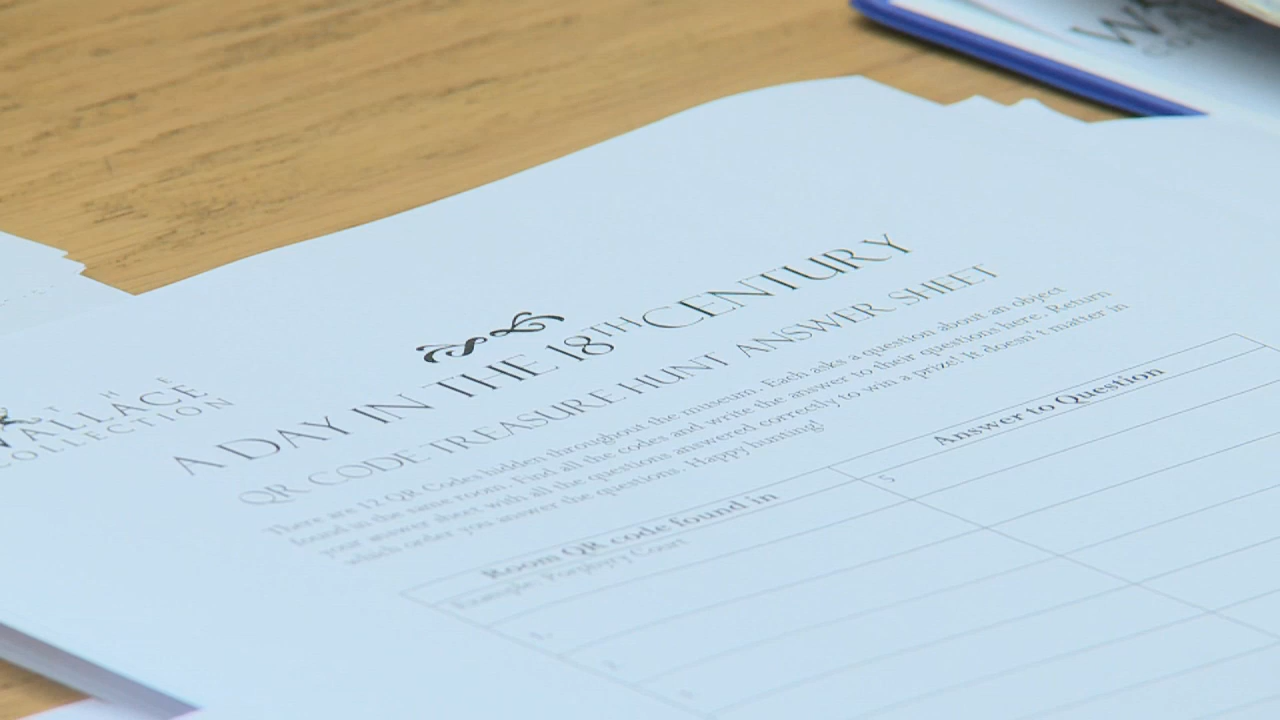 THE
WALLACE
COLLECTION
A DAY IN THE 18TH CENTURY
QR CODE TREASURE HUNT ANSWER SHEET
There are 12 QR Codes hidden throughout the museum. Each asks a question about an object
found in the same room. Find all the codes and write the answer to their questions here. Return
your answer sheet with all the questions answered correctly to win a prize! It doesn't matter in
which order you answer the questions. Happy hunting!
Room QR code found in
Answer to Question
Example: Porphyry Court
5
1.
2.